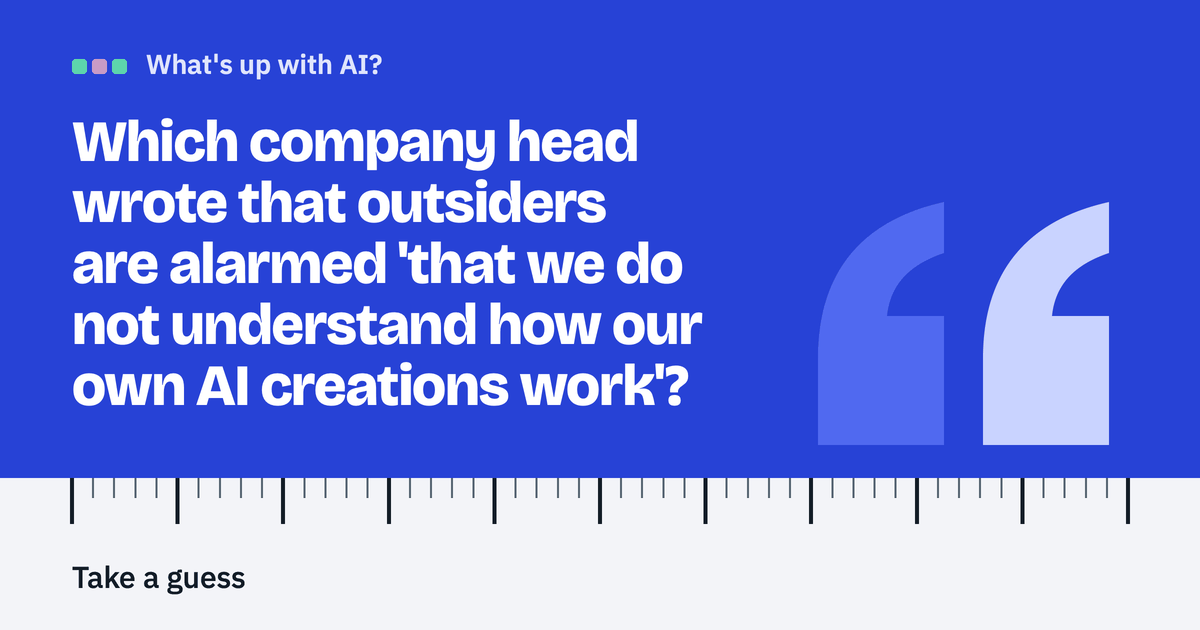 What's up with AI?
Which company head
wrote that outsiders
are alarmed 'that we do
not understand how our
own AI creations work'?
Take a guess